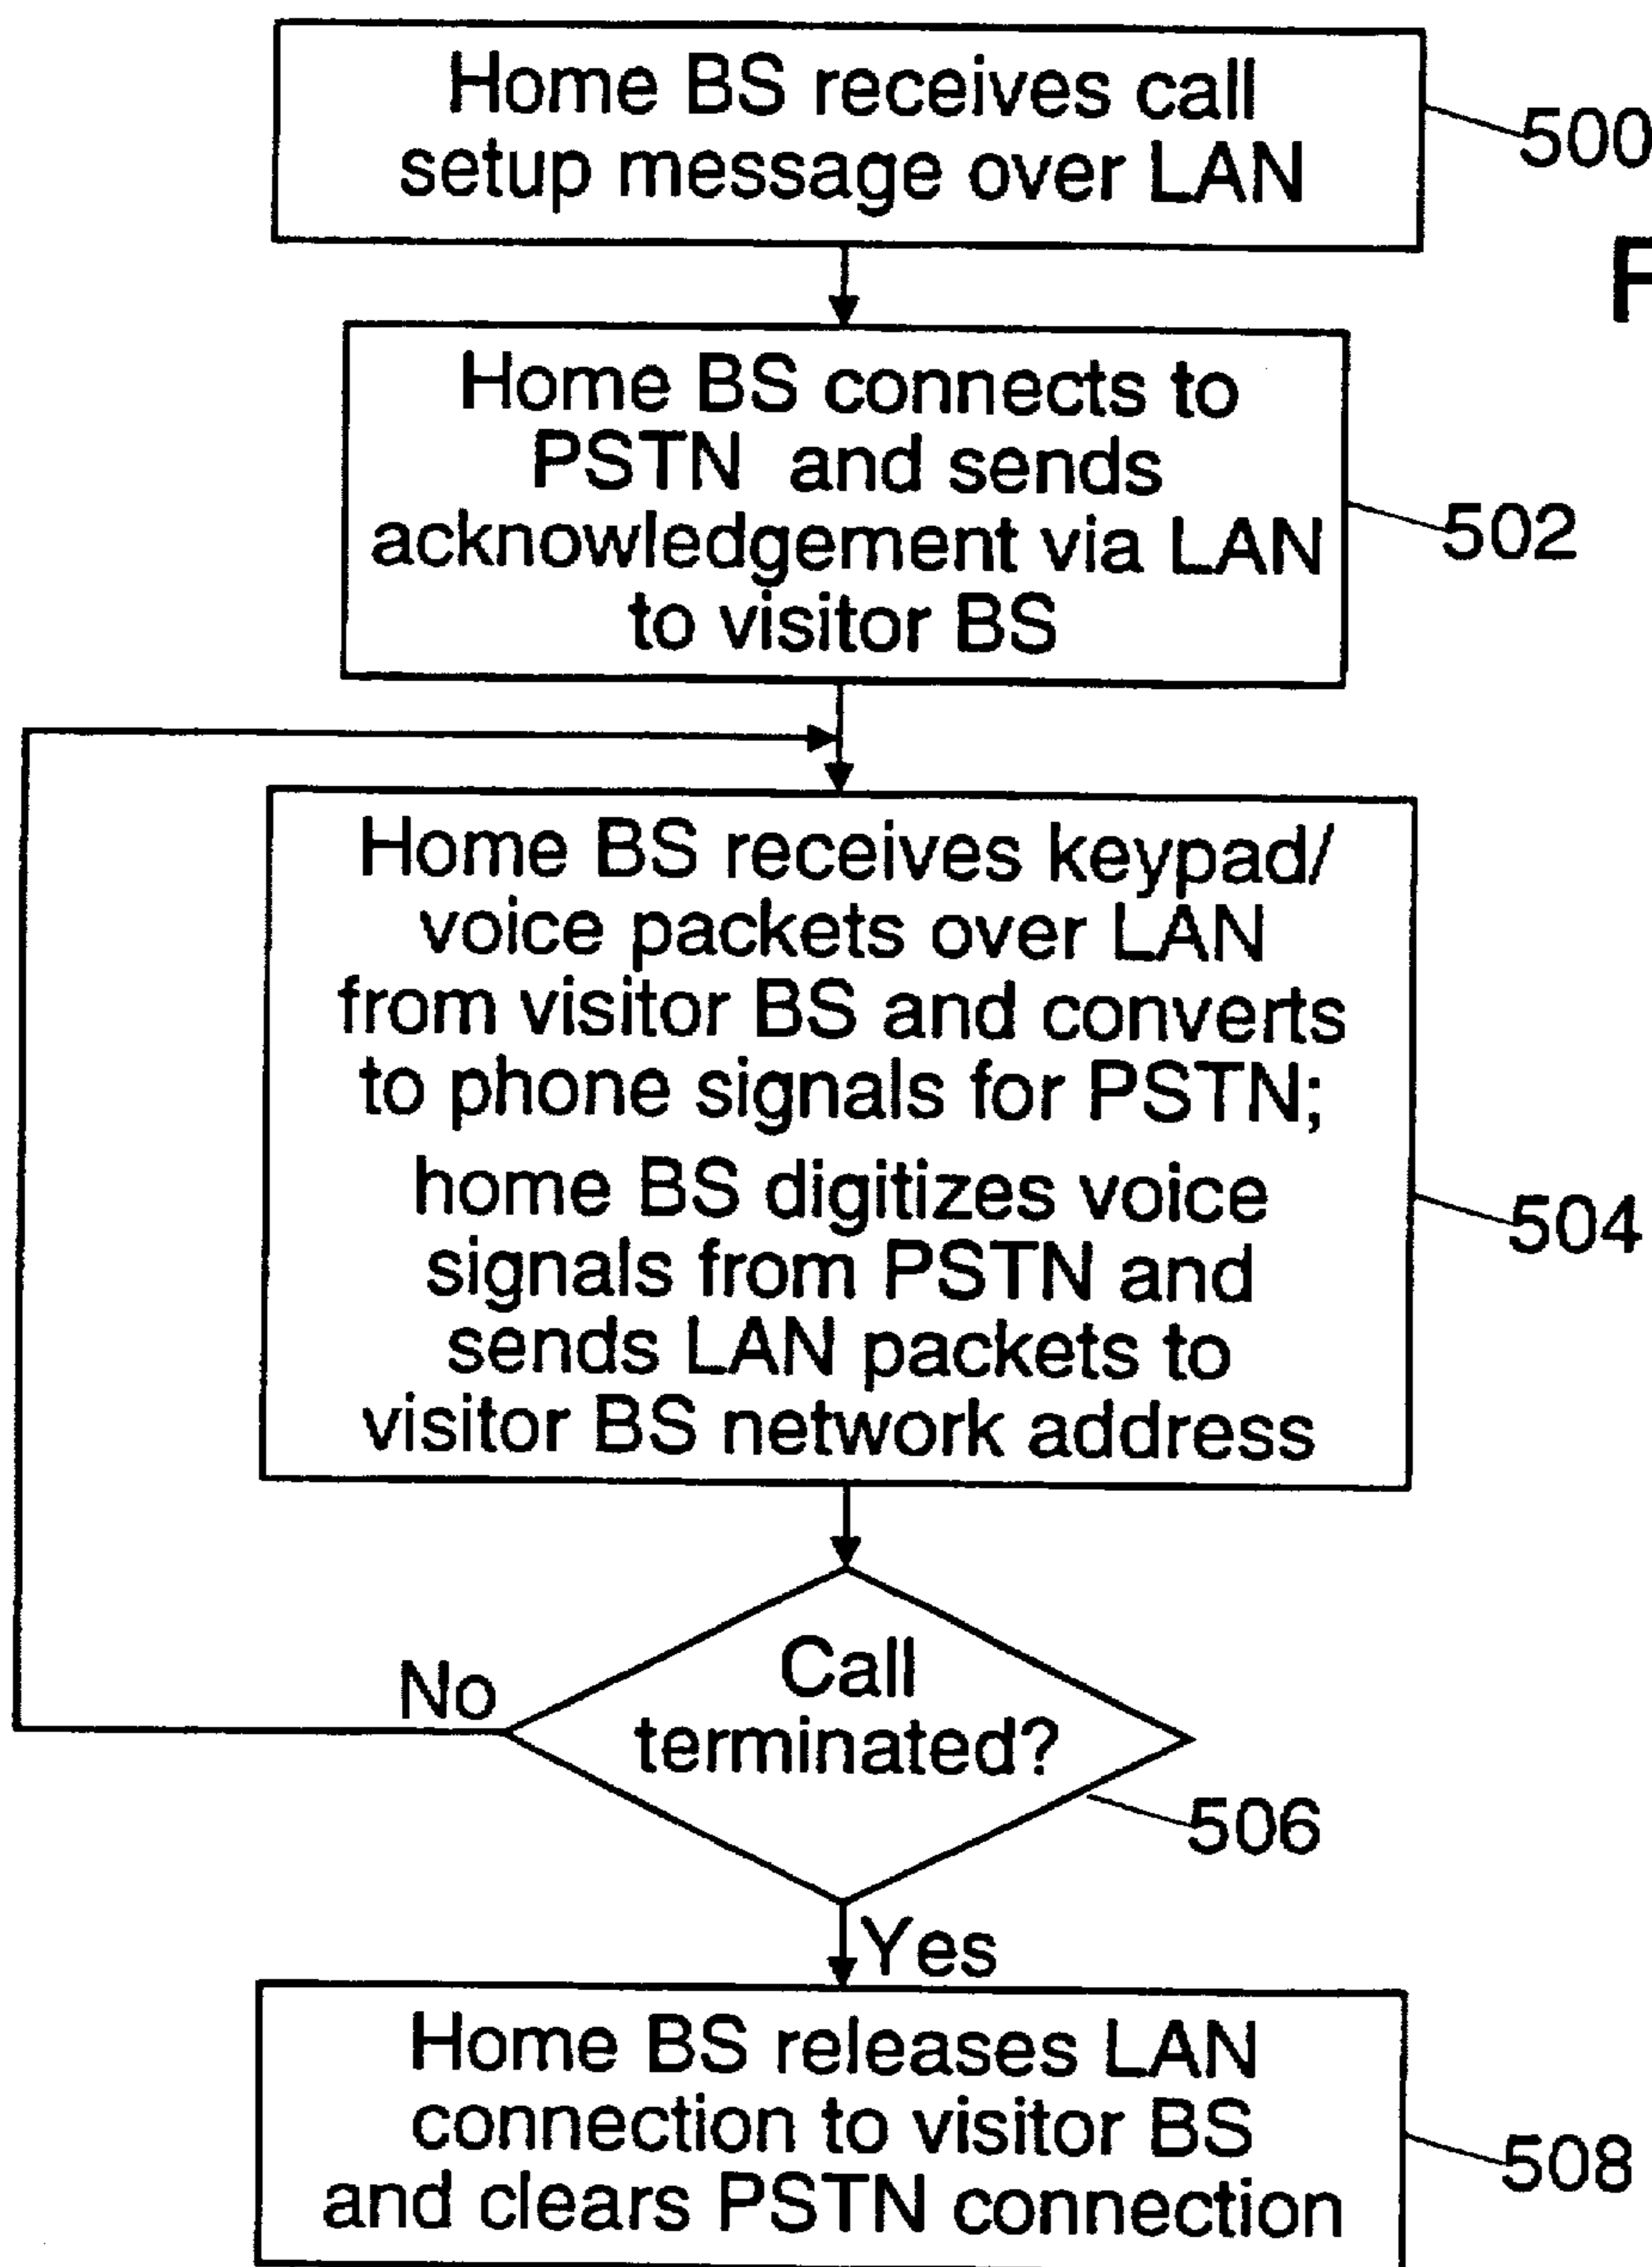 Home BS receives call
setup message over LAN
500
F
Home BS connects to
PSTN and sends
acknowledgement via LAN
to visitor BS
502
Home BS receives keypad/
voice packets over LAN
from visitor BS and converts
to phone signals for PSTN;
home BS digitizes voice
signals from PSTN and
sends LAN packets to
visitor BS network address
504
Call
terminated?
No
506
Yes
Home BS releases LAN
connection to visitor BS
and clears PSTN connection
508